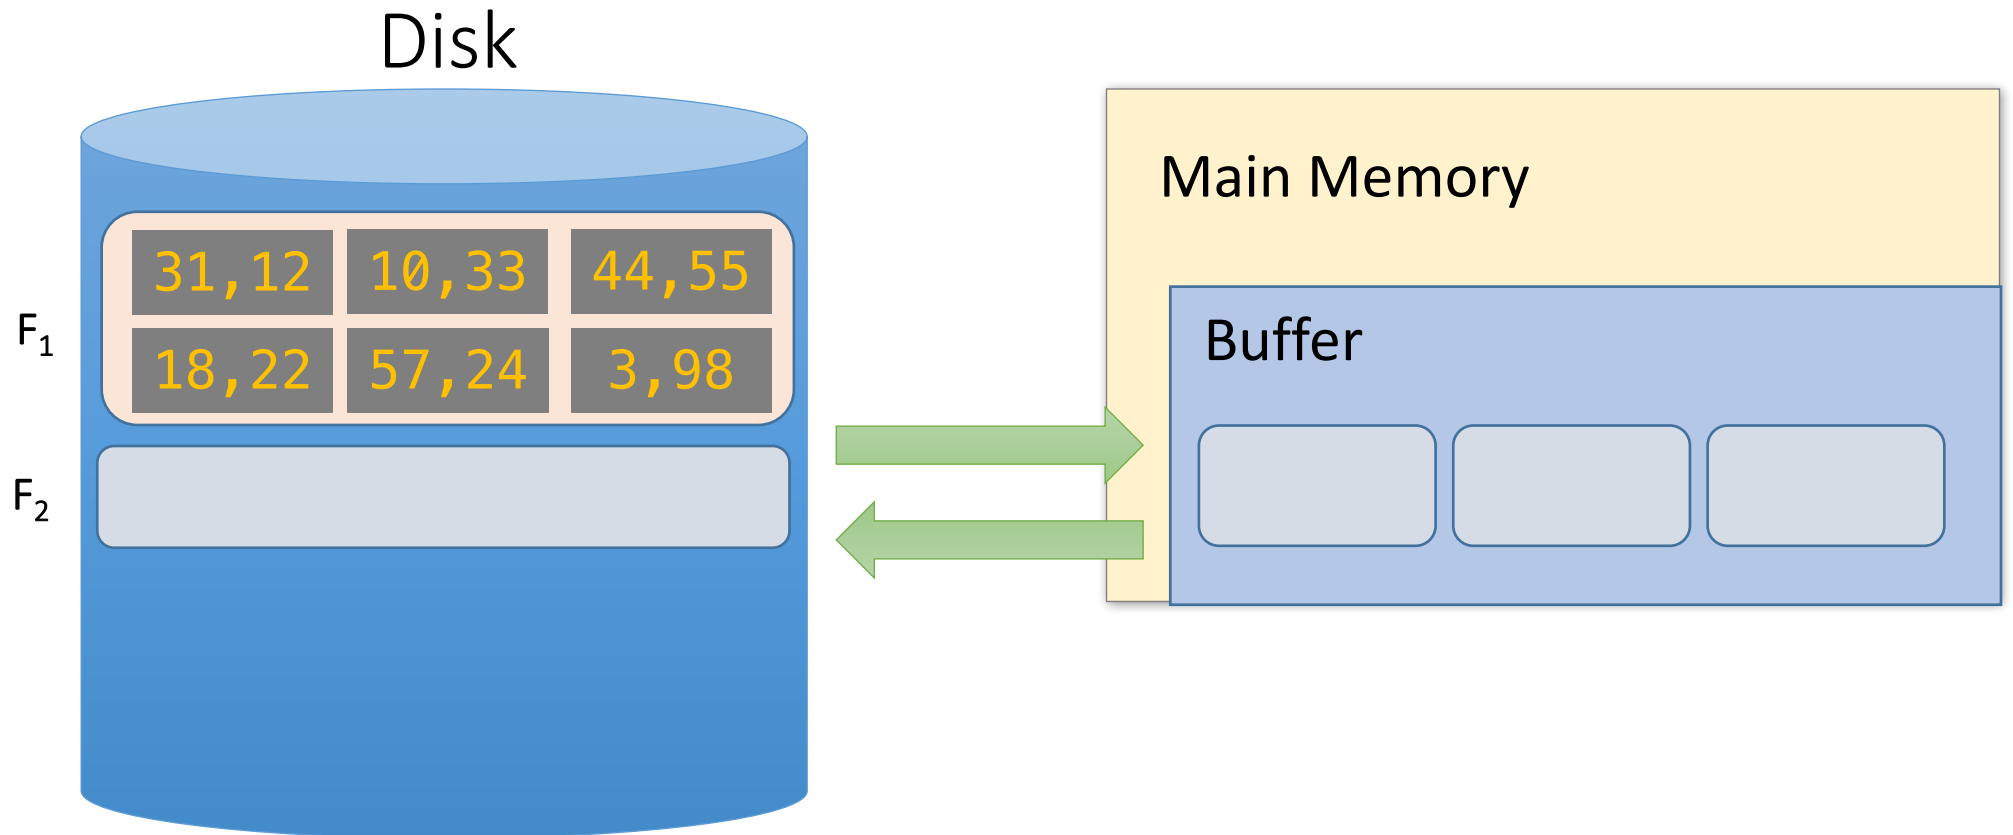 Disk
Main Memory
31,12 10,33 44,55
F1
Buffer
18,22 57,24 3,98
F2